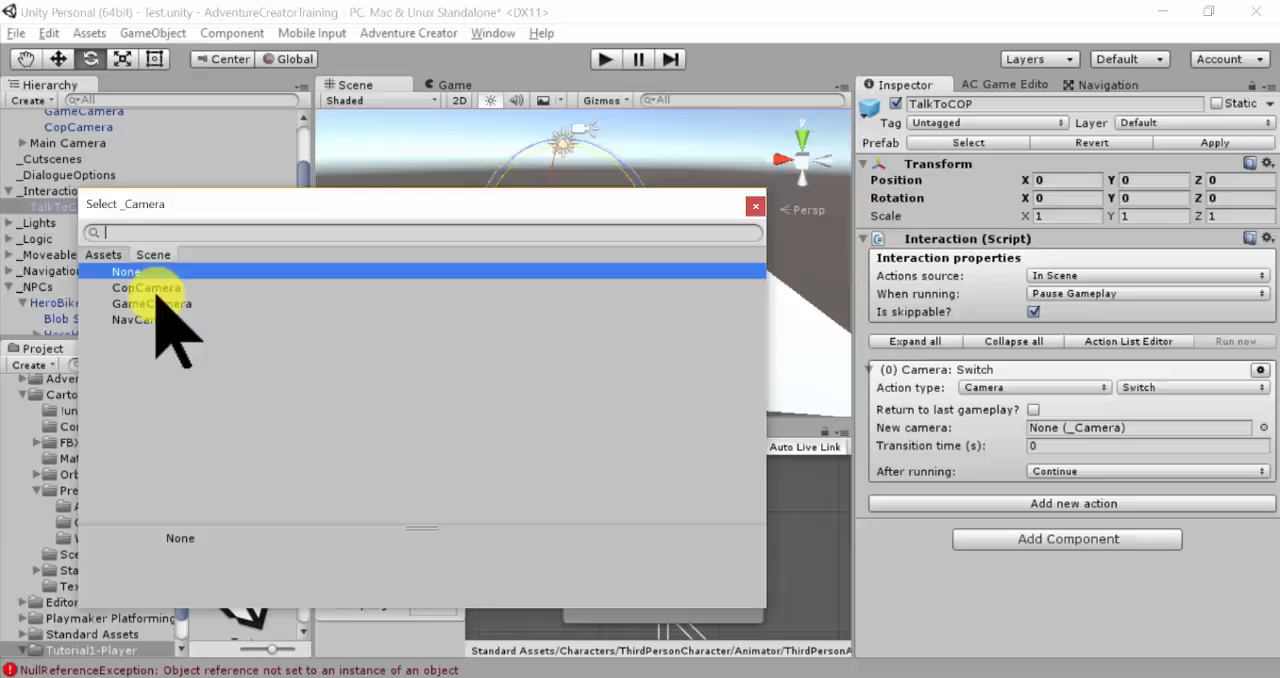 Unity Personal (64bit) - Test.unity - AdventureCreatorTraining - PC, Mac & Linux Standalone* <DX11>
File Edit Assets GameObject Component Mobile Input Adventure Creator Window Help
Center Global Layers Default Account
Hierarchy
Create All
GameCamera
CopCamera
Main Camera
_Cutscenes
_DialogueOptions
_Lights
_Logic
_NPCs
Project
Create
Editor
Playmaker Platforming
Standard Assets
Tutorial1-Player
Scene Game
Shaded 2D Gizmos All
Persp
Select _Camera
Assets Scene
None
CopCamera
GameCamera
None
Auto Live Link
Standard Assets/Characters/ThirdPersonCharacter/Animator/ThirdPersonA
Inspector AC Game Edito Navigation
TalkToCOP Static
Tag Untagged Layer Default
Prefab Select Revert Apply
Transform
Position X 0 Y 0 Z 0
Rotation X 0 Y 0 Z 0
Scale X 1 Y 1 Z 1
Interaction (Script)
Interaction properties
Actions source: In Scene
When running: Pause Gameplay
Is skippable?
Expand all Collapse all Action List Editor Run now
(0) Camera: Switch
Action type: Camera Switch
Return to last gameplay?
New camera: None (_Camera)
Transition time (s): 0
After running: Continue
Add new action
Add Component
NullReferenceException: Object reference not set to an instance of an object